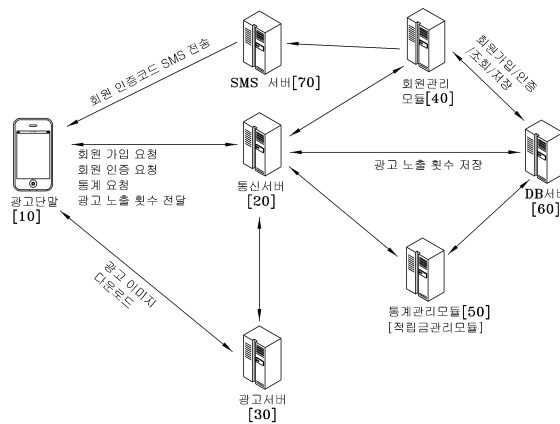 회원 인증코드 SMS 전송
SMS 서버[70]
회원관리
모듈[40]
회원가입/인증
/조회/저장
회원 가입 요청
회원 인증 요청
통계 요청
광고 노출 횟수 전달
광고단말
[10]
통신서버
[20]
광고 노출 횟수 저장
DB서버
[60]
광고 이미지
다운로드
통계관리모듈[50]
[적립금관리모듈]
광고서버
[30]